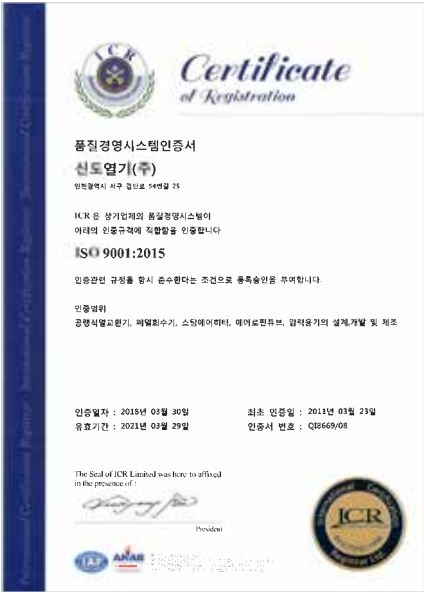 ICR
Certificate
of Registration
품질경영시스템인증서
신도열기(주)
인천광역시 서구 검단로 54번길 25
ICR 은 상기업체의 품질경영시스템이
아래의 인증규격에 적합함을 인증합니다
ISO 9001:2015
인증관련 규정을 항시 준수한다는 조건으로 등록승인을 부여합니다.
인증범위
공랭식열교환기, 폐열회수기, 스팀에어히터, 에어로핀튜브, 압력용기의 설계,개발 및 제조
인증일자 : 2018년 03월 30일
최초 인증일 : 2011년 03월 23일
유효기간 : 2021년 03월 29일
인증서 번호 : QI8669/08
The Seal of ICR Limited was here to affixed
in the presence of :
President
International Certification
ICR
Registrar Ltd.
IAF